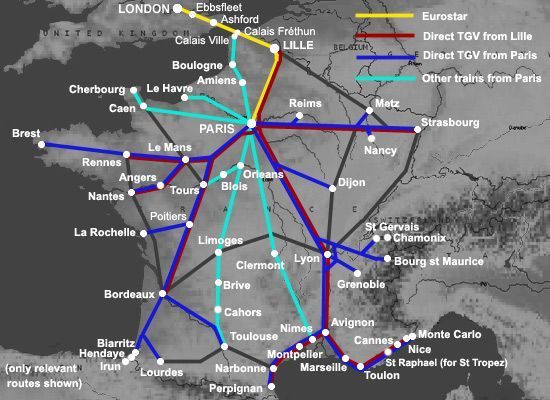 LONDON
Ebbsfleet
Ashford
Calais Fréthun
Calais Ville
LILLE
Eurostar
Direct TGV from Lille
Direct TGV from Paris
Other trains from Paris
UNITED KINGDOM
BELGIUM
Boulogne
Amiens
Cherbourg
Le Havre
Caen
Reims
Metz
PARIS
Strasbourg
Nancy
Danube
Brest
Le Mans
Rennes
Angers
Tours
Orleans
Blois
Dijon
Nantes
FRANCE
SWITZERLAND
La Rochelle
Poitiers
St Gervais
Chamonix
Limoges
Lyon
Bourg st Maurice
Clermont
Grenoble
Brive
Bordeaux
Cahors
Avignon
Nimes
Monte Carlo
Cannes
Nice
Toulouse
Biarritz
Hendaye
Irun
Montpelier
St Raphael (for St Tropez)
Marseille
Toulon
(only relevant
routes shown)
Lourdes
Narbonne
Perpignan